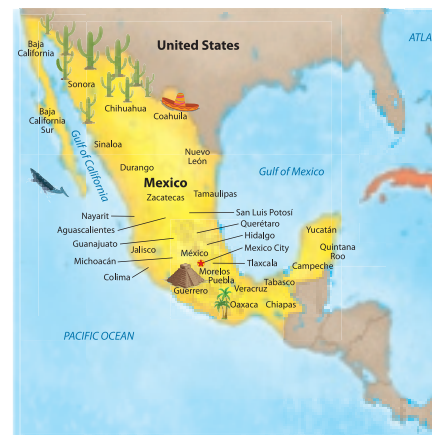 ATLA
Baja
California
United States
Sonora
Chihuahua
Coahuila
Baja
California
Sur
Gulf of California
Sinaloa
Nuevo
León
Durango
Gulf of Mexico
Mexico
Zacatecas
Tamaulipas
Nayarit
San Luis Potosí
Aguascalientes
Querétaro
Yucatán
Guanajuato
Hidalgo
Jalisco
México
Mexico City
Quintana
Roo
Michoacán
Tlaxcala
Campeche
Colima
Morelos
Puebla
Tabasco
Guerrero
Veracruz
Oaxaca
Chiapas
PACIFIC OCEAN